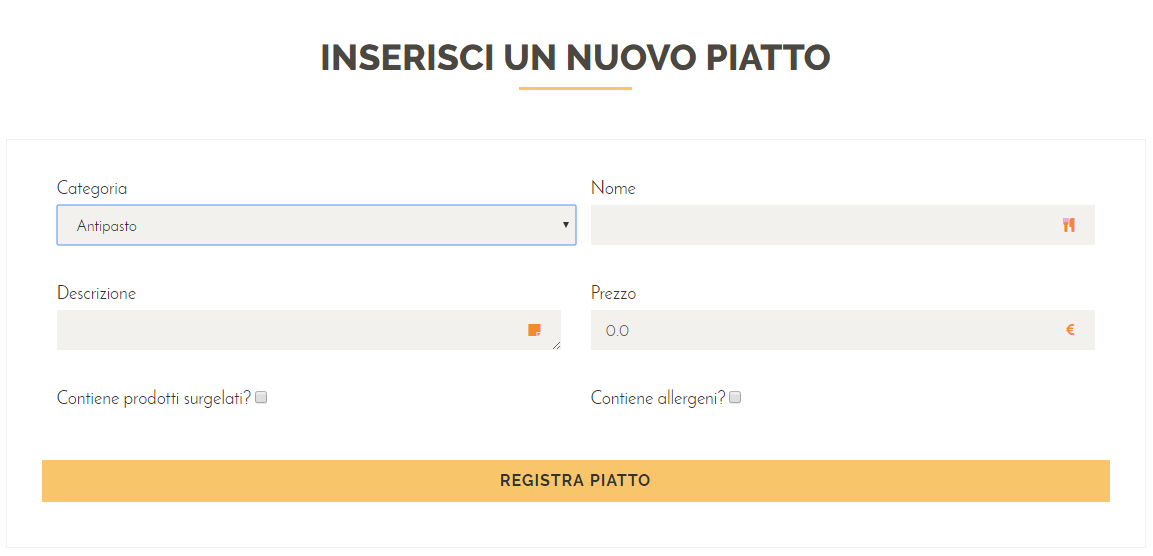 INSERISCI UN NUOVO PIATTO
Categoria
Nome
Antipasto
Descrizione
Prezzo
0.0
€
Contiene prodotti surgelati?
Contiene allergeni?
REGISTRA PIATTO